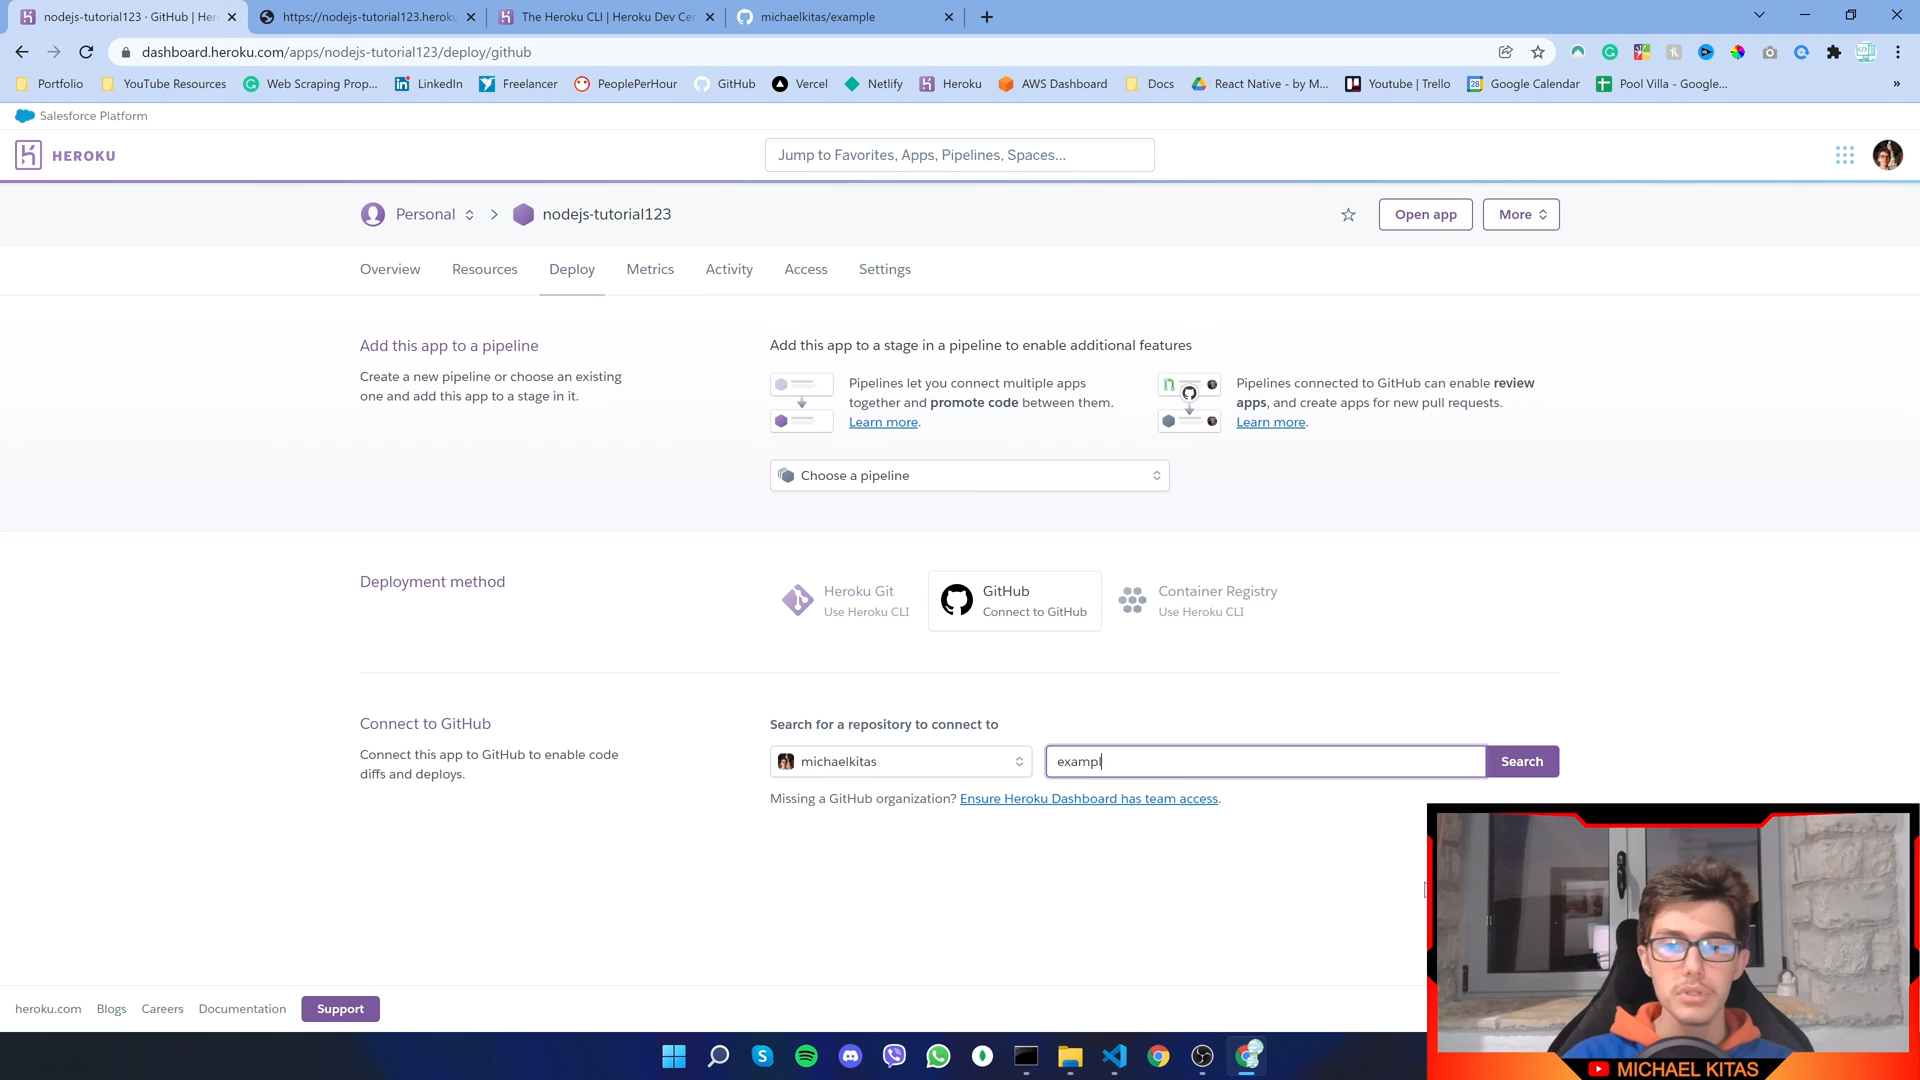 nodejs-tutorial123 · GitHub | Her
https://nodejs-tutorial123.heroku
The Heroku CLI | Heroku Dev Cen
michaelkitas/example
dashboard.heroku.com/apps/nodejs-tutorial123/deploy/github
Portfolio
YouTube Resources
Web Scraping Prop...
LinkedIn
Freelancer
PeoplePerHour
GitHub
Vercel
Netlify
Heroku
AWS Dashboard
Docs
React Native - by M...
Youtube | Trello
Google Calendar
Pool Villa - Google...
Salesforce Platform
HEROKU
Jump to Favorites, Apps, Pipelines, Spaces...
Personal
nodejs-tutorial123
Open app
More
Overview
Resources
Deploy
Metrics
Activity
Access
Settings
Add this app to a pipeline
Create a new pipeline or choose an existing
one and add this app to a stage in it.
Add this app to a stage in a pipeline to enable additional features
Pipelines let you connect multiple apps
together and promote code between them.
Learn more.
Pipelines connected to GitHub can enable review
apps, and create apps for new pull requests.
Learn more.
Choose a pipeline
Deployment method
Heroku Git
Use Heroku CLI
GitHub
Connect to GitHub
Container Registry
Use Heroku CLI
Connect to GitHub
Connect this app to GitHub to enable code
diffs and deploys.
Search for a repository to connect to
michaelkitas
exampl
Search
Missing a GitHub organization? Ensure Heroku Dashboard has team access.
heroku.com
Blogs
Careers
Documentation
Support
MICHAEL KITAS